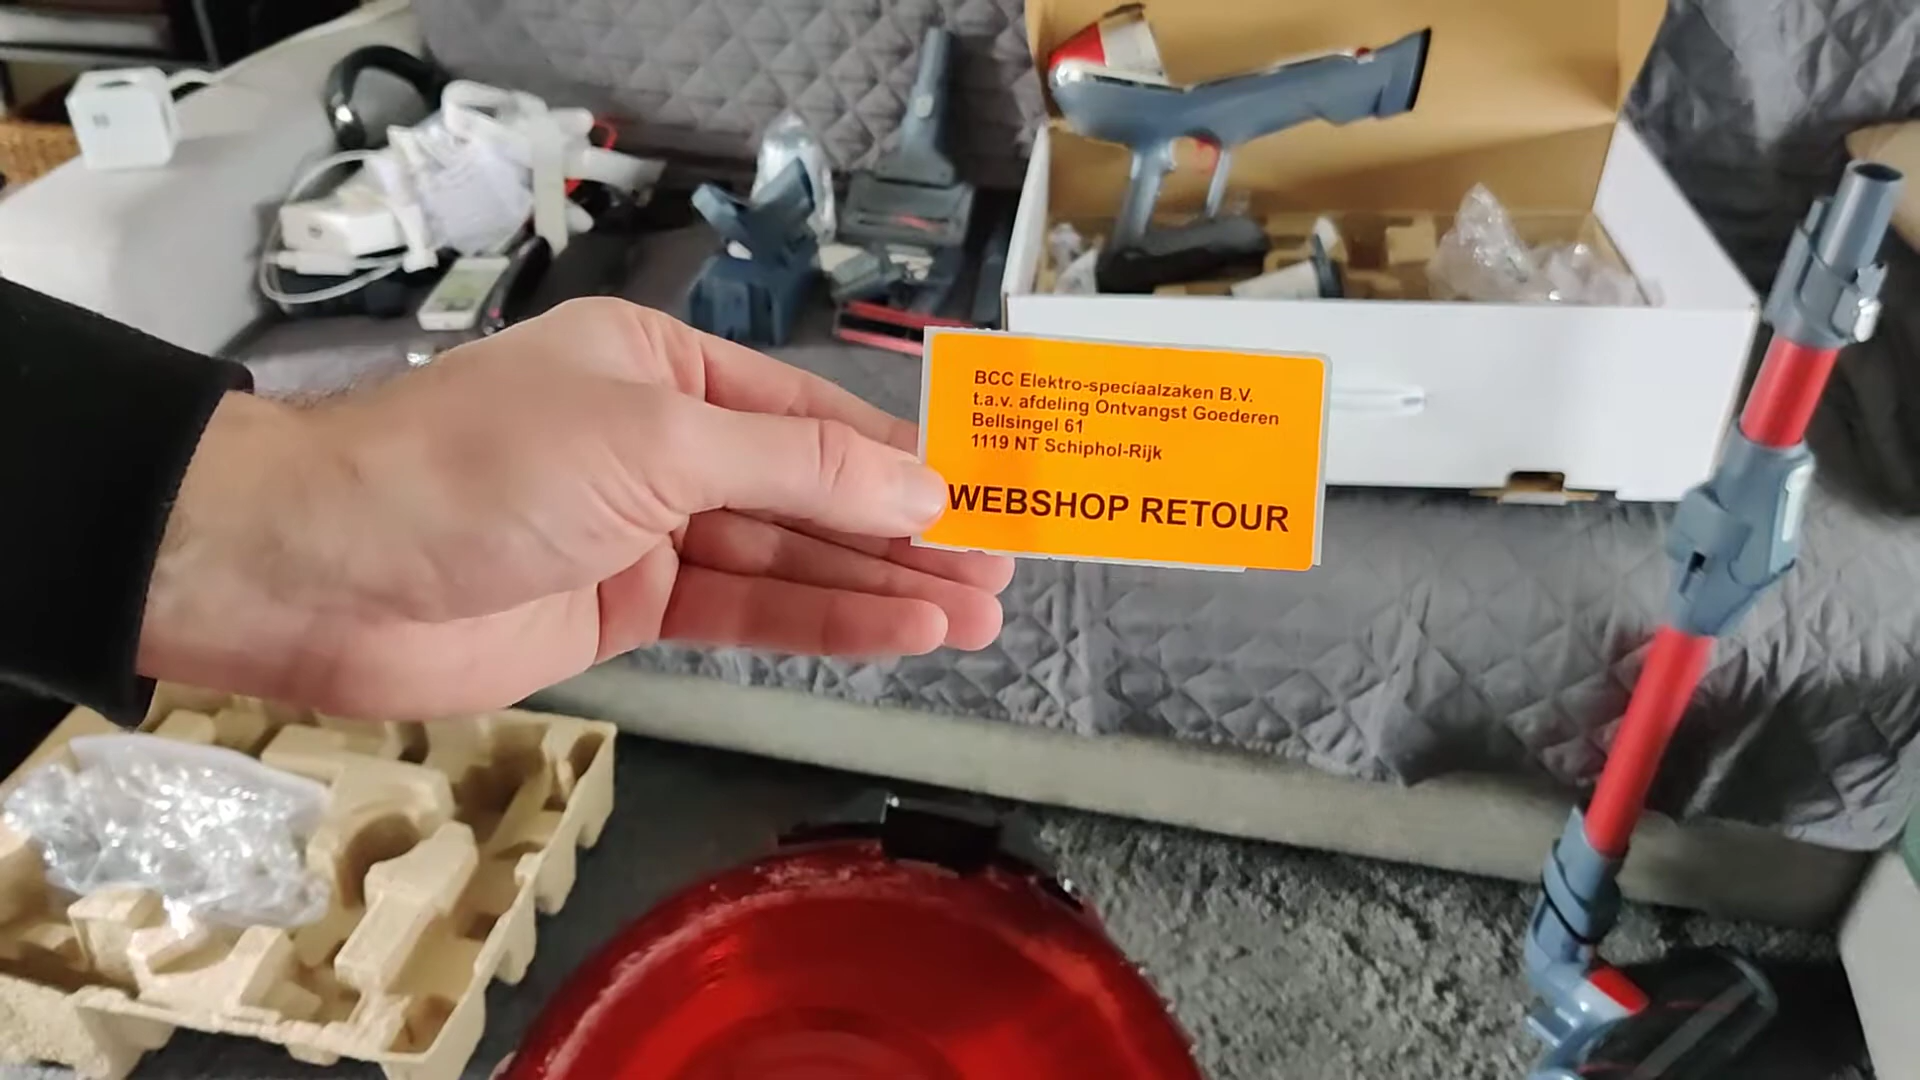 BCC Elektro-speciaalzaken B.V.
t.a.v. afdeling Ontvangst Goederen
Bellsingel 61
1119 NT Schiphol-Rijk
WEBSHOP RETOUR